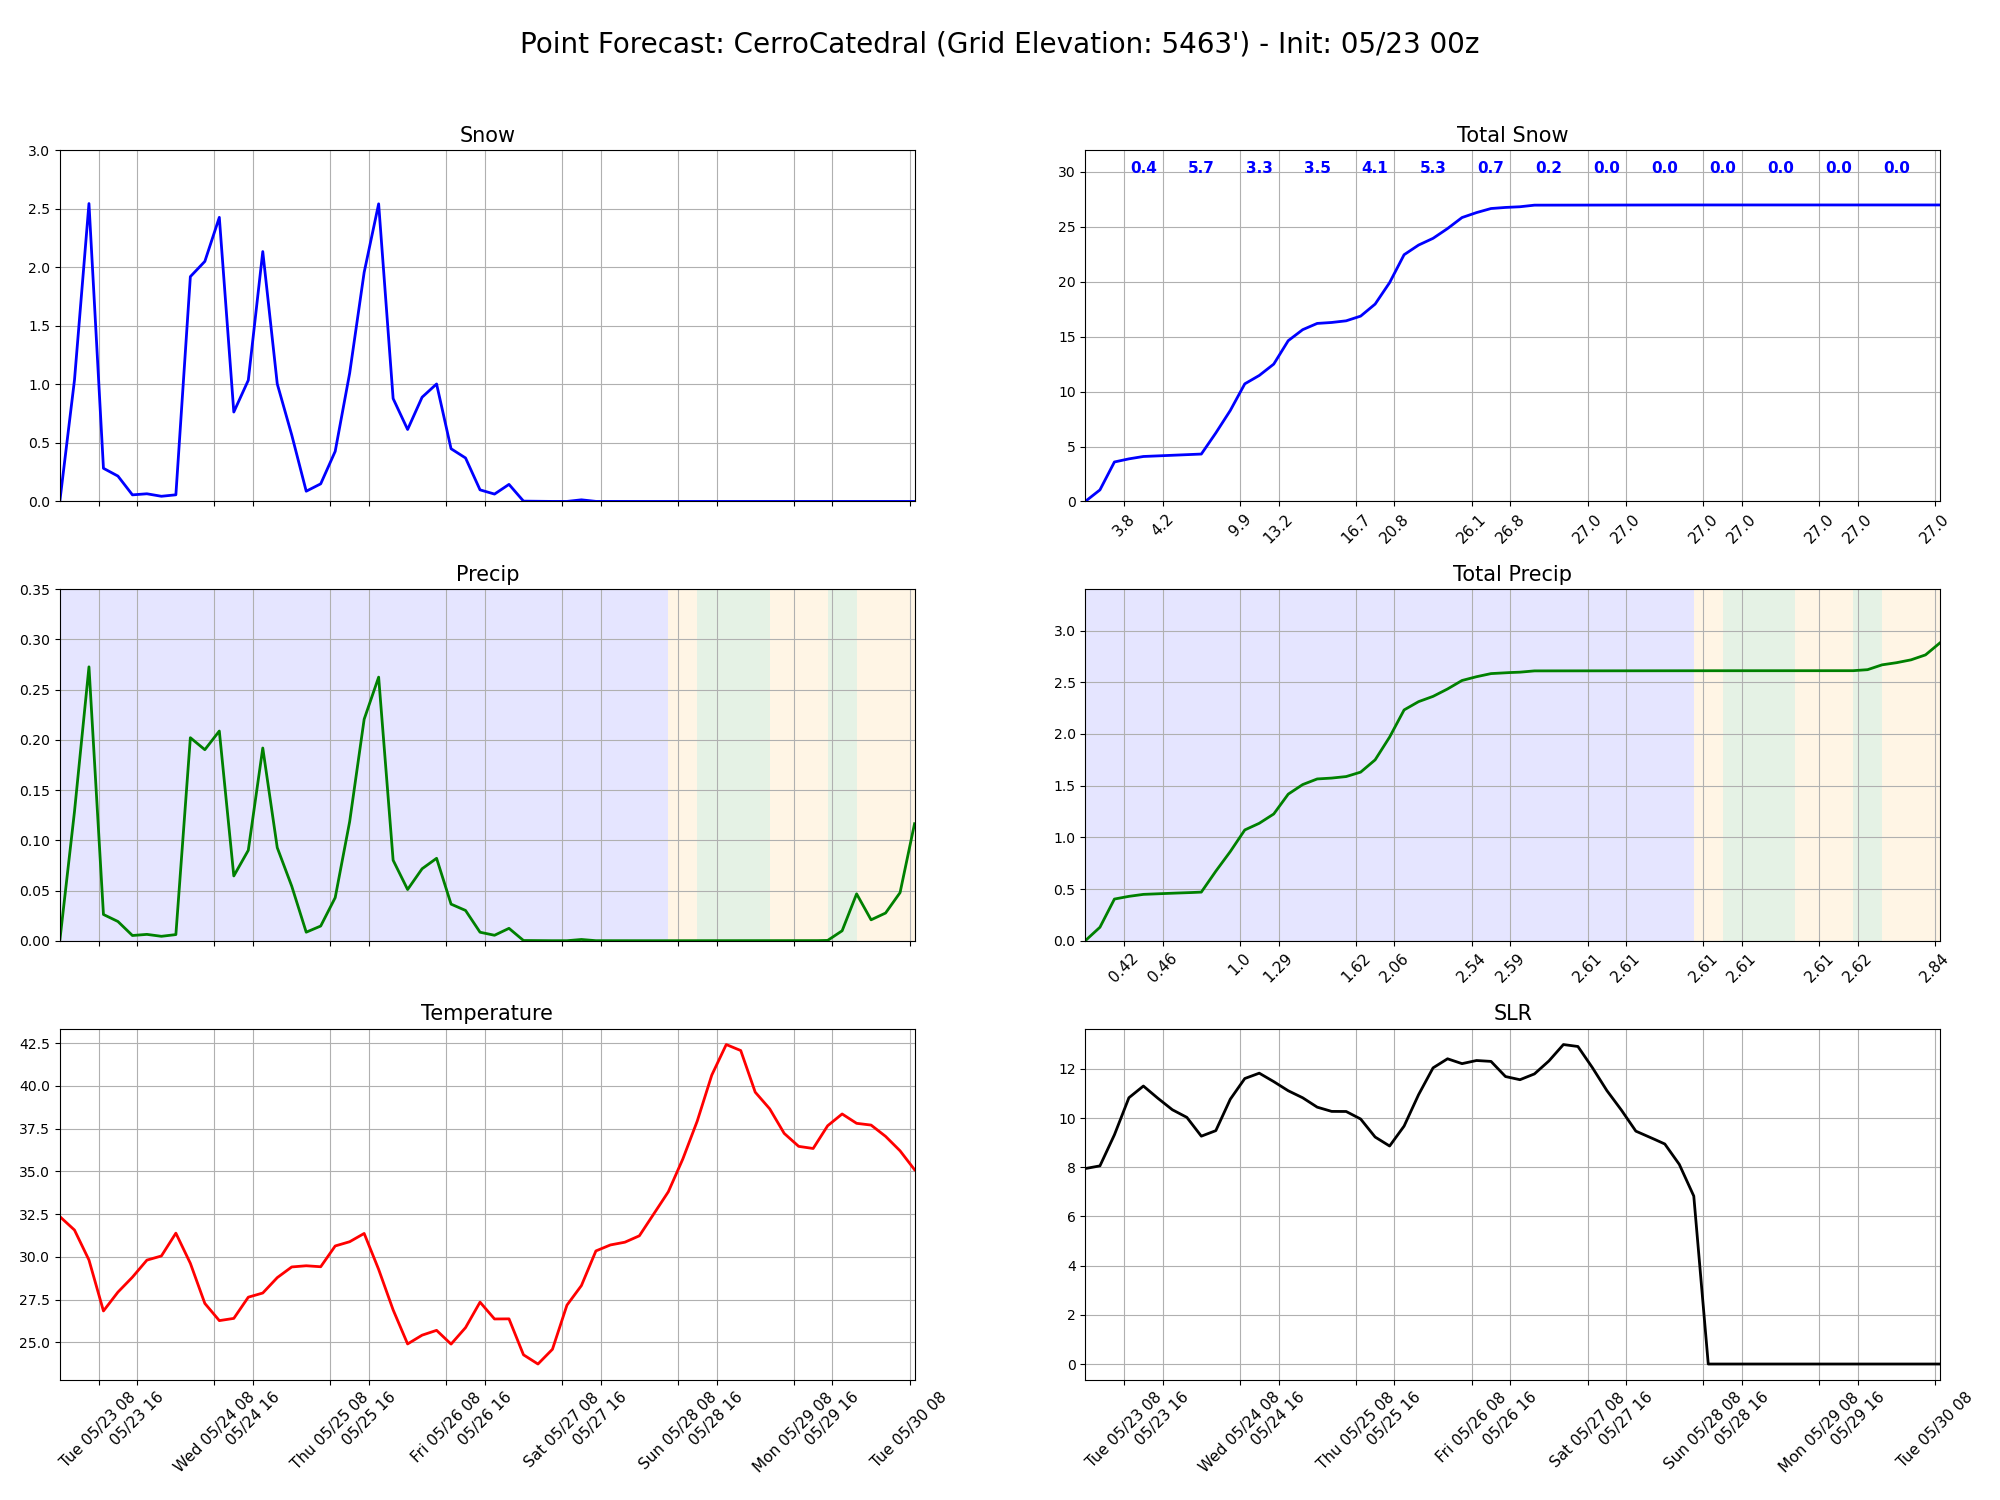 Point Forecast: CerroCatedral (Grid Elevation: 5463') - Init: 05/23 00z
Snow
3.0
2.5
2.0
1.5
1.0
0.5
0.0
Total Snow
0.4 5.7 3.3 3.5 4.1 5.3 0.7 0.2 0.0 0.0 0.0 0.0 0.0 0.0
30
25
20
15
10
5
0
3.8 4.2 9.9 13.2 16.7 20.8 26.1 26.8 27.0 27.0 27.0 27.0 27.0 27.0 27.0
Precip
0.35
0.30
0.25
0.20
0.15
0.10
0.05
0.00
Total Precip
3.0
2.5
2.0
1.5
1.0
0.5
0.0
0.42 0.46 1.0 1.29 1.62 2.06 2.54 2.59 2.61 2.61 2.61 2.61 2.61 2.62 2.84
Temperature
42.5
40.0
37.5
35.0
32.5
30.0
27.5
25.0
Tue 05/23 08
05/23 16
Wed 05/24 08
05/24 16
Thu 05/25 08
05/25 16
Fri 05/26 08
05/26 16
Sat 05/27 08
05/27 16
Sun 05/28 08
05/28 16
Mon 05/29 08
05/29 16
Tue 05/30 08
SLR
12
10
8
6
4
2
0
Tue 05/23 08
05/23 16
Wed 05/24 08
05/24 16
Thu 05/25 08
05/25 16
Fri 05/26 08
05/26 16
Sat 05/27 08
05/27 16
Sun 05/28 08
05/28 16
Mon 05/29 08
05/29 16
Tue 05/30 08